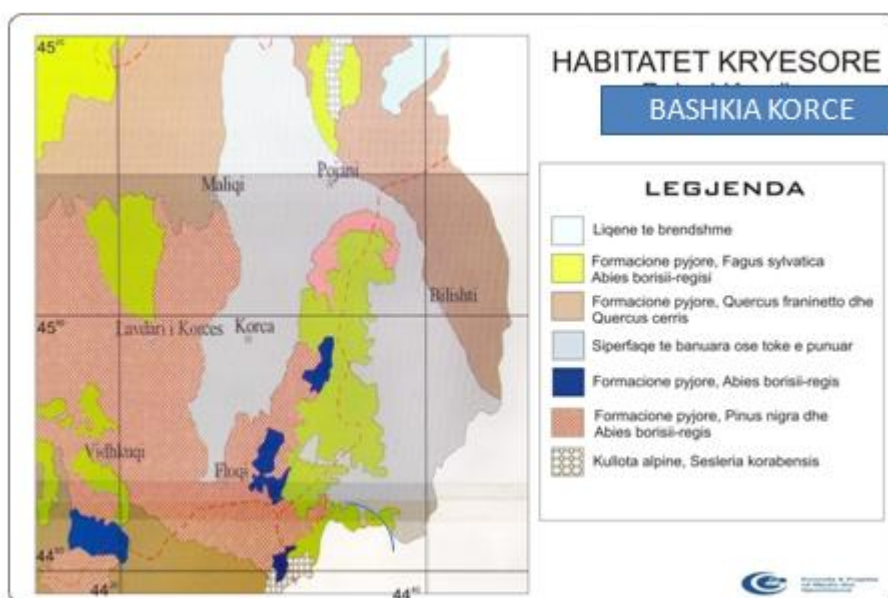 HABITATET KRYESORE
BASHKIA KORCE
LEGJENDA
Liqene te brendshme
Formacione pyjore, Fagus sylvatica
Abies borisii-regisi
Formacione pyjore, Quercus franinetto dhe
Quercus cerris
Siperfaqe te banuara ose toke e punuar
Formacione pyjore, Abies borisii-regis
Formacione pyjore, Pinus nigra dhe
Abies borisii-regis
Kullota alpine, Sesleria korabensis
Maliqi
Pojani
Bilishti
Lavdari i Korces
Korca
Vidhkuqi
Floqi